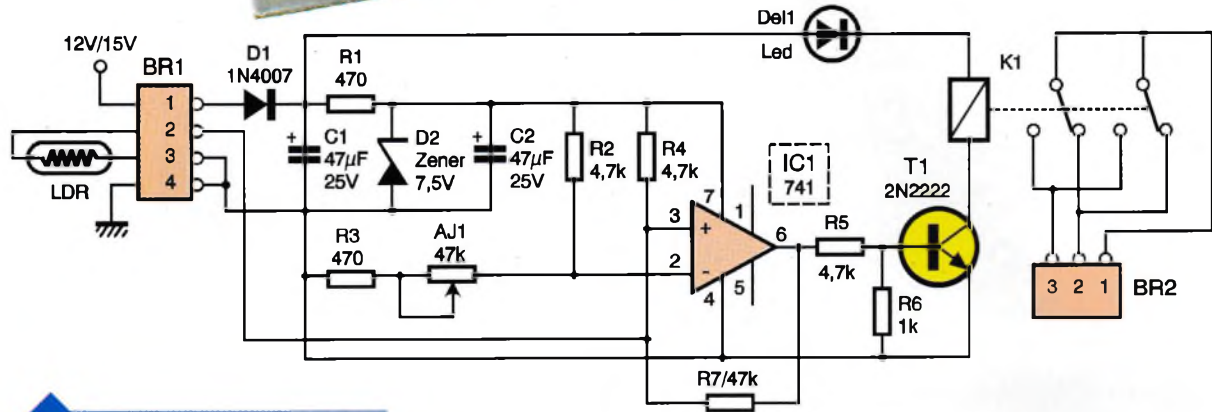 12V/15V
BR1
1
2
3
4
LDR
D1
1N4007
R1
470
+
C1
47µF
25V
D2
Zener
7,5V
+
C2
47µF
25V
R2
4,7k
R4
4,7k
R3
470
AJ1
47k
7
1
3
+
2
-
4
5
6
IC1
741
R5
4,7k
R6
1k
R7/47k
T1
2N2222
Del1
Led
K1
3 2 1
BR2